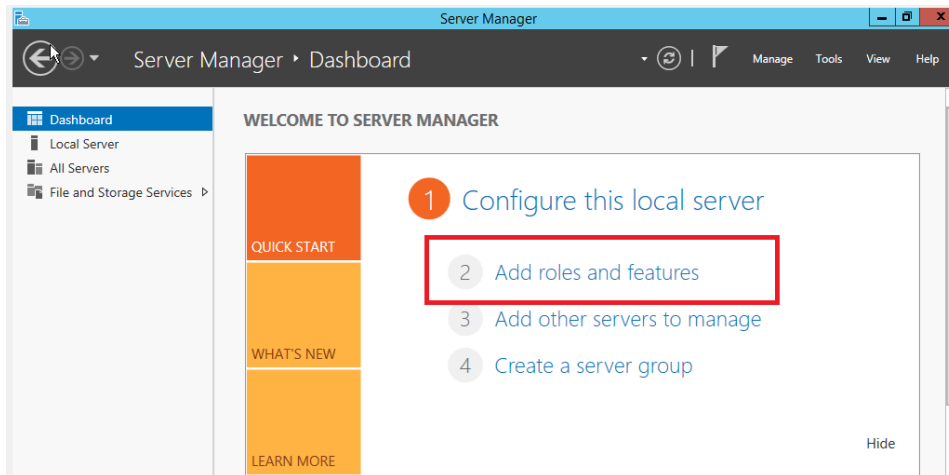 Server Manager
Server Manager ‣ Dashboard
Manage Tools View Help
Dashboard
Local Server
All Servers
File and Storage Services
WELCOME TO SERVER MANAGER
QUICK START
WHAT'S NEW
LEARN MORE
1 Configure this local server
2 Add roles and features
3 Add other servers to manage
4 Create a server group
Hide